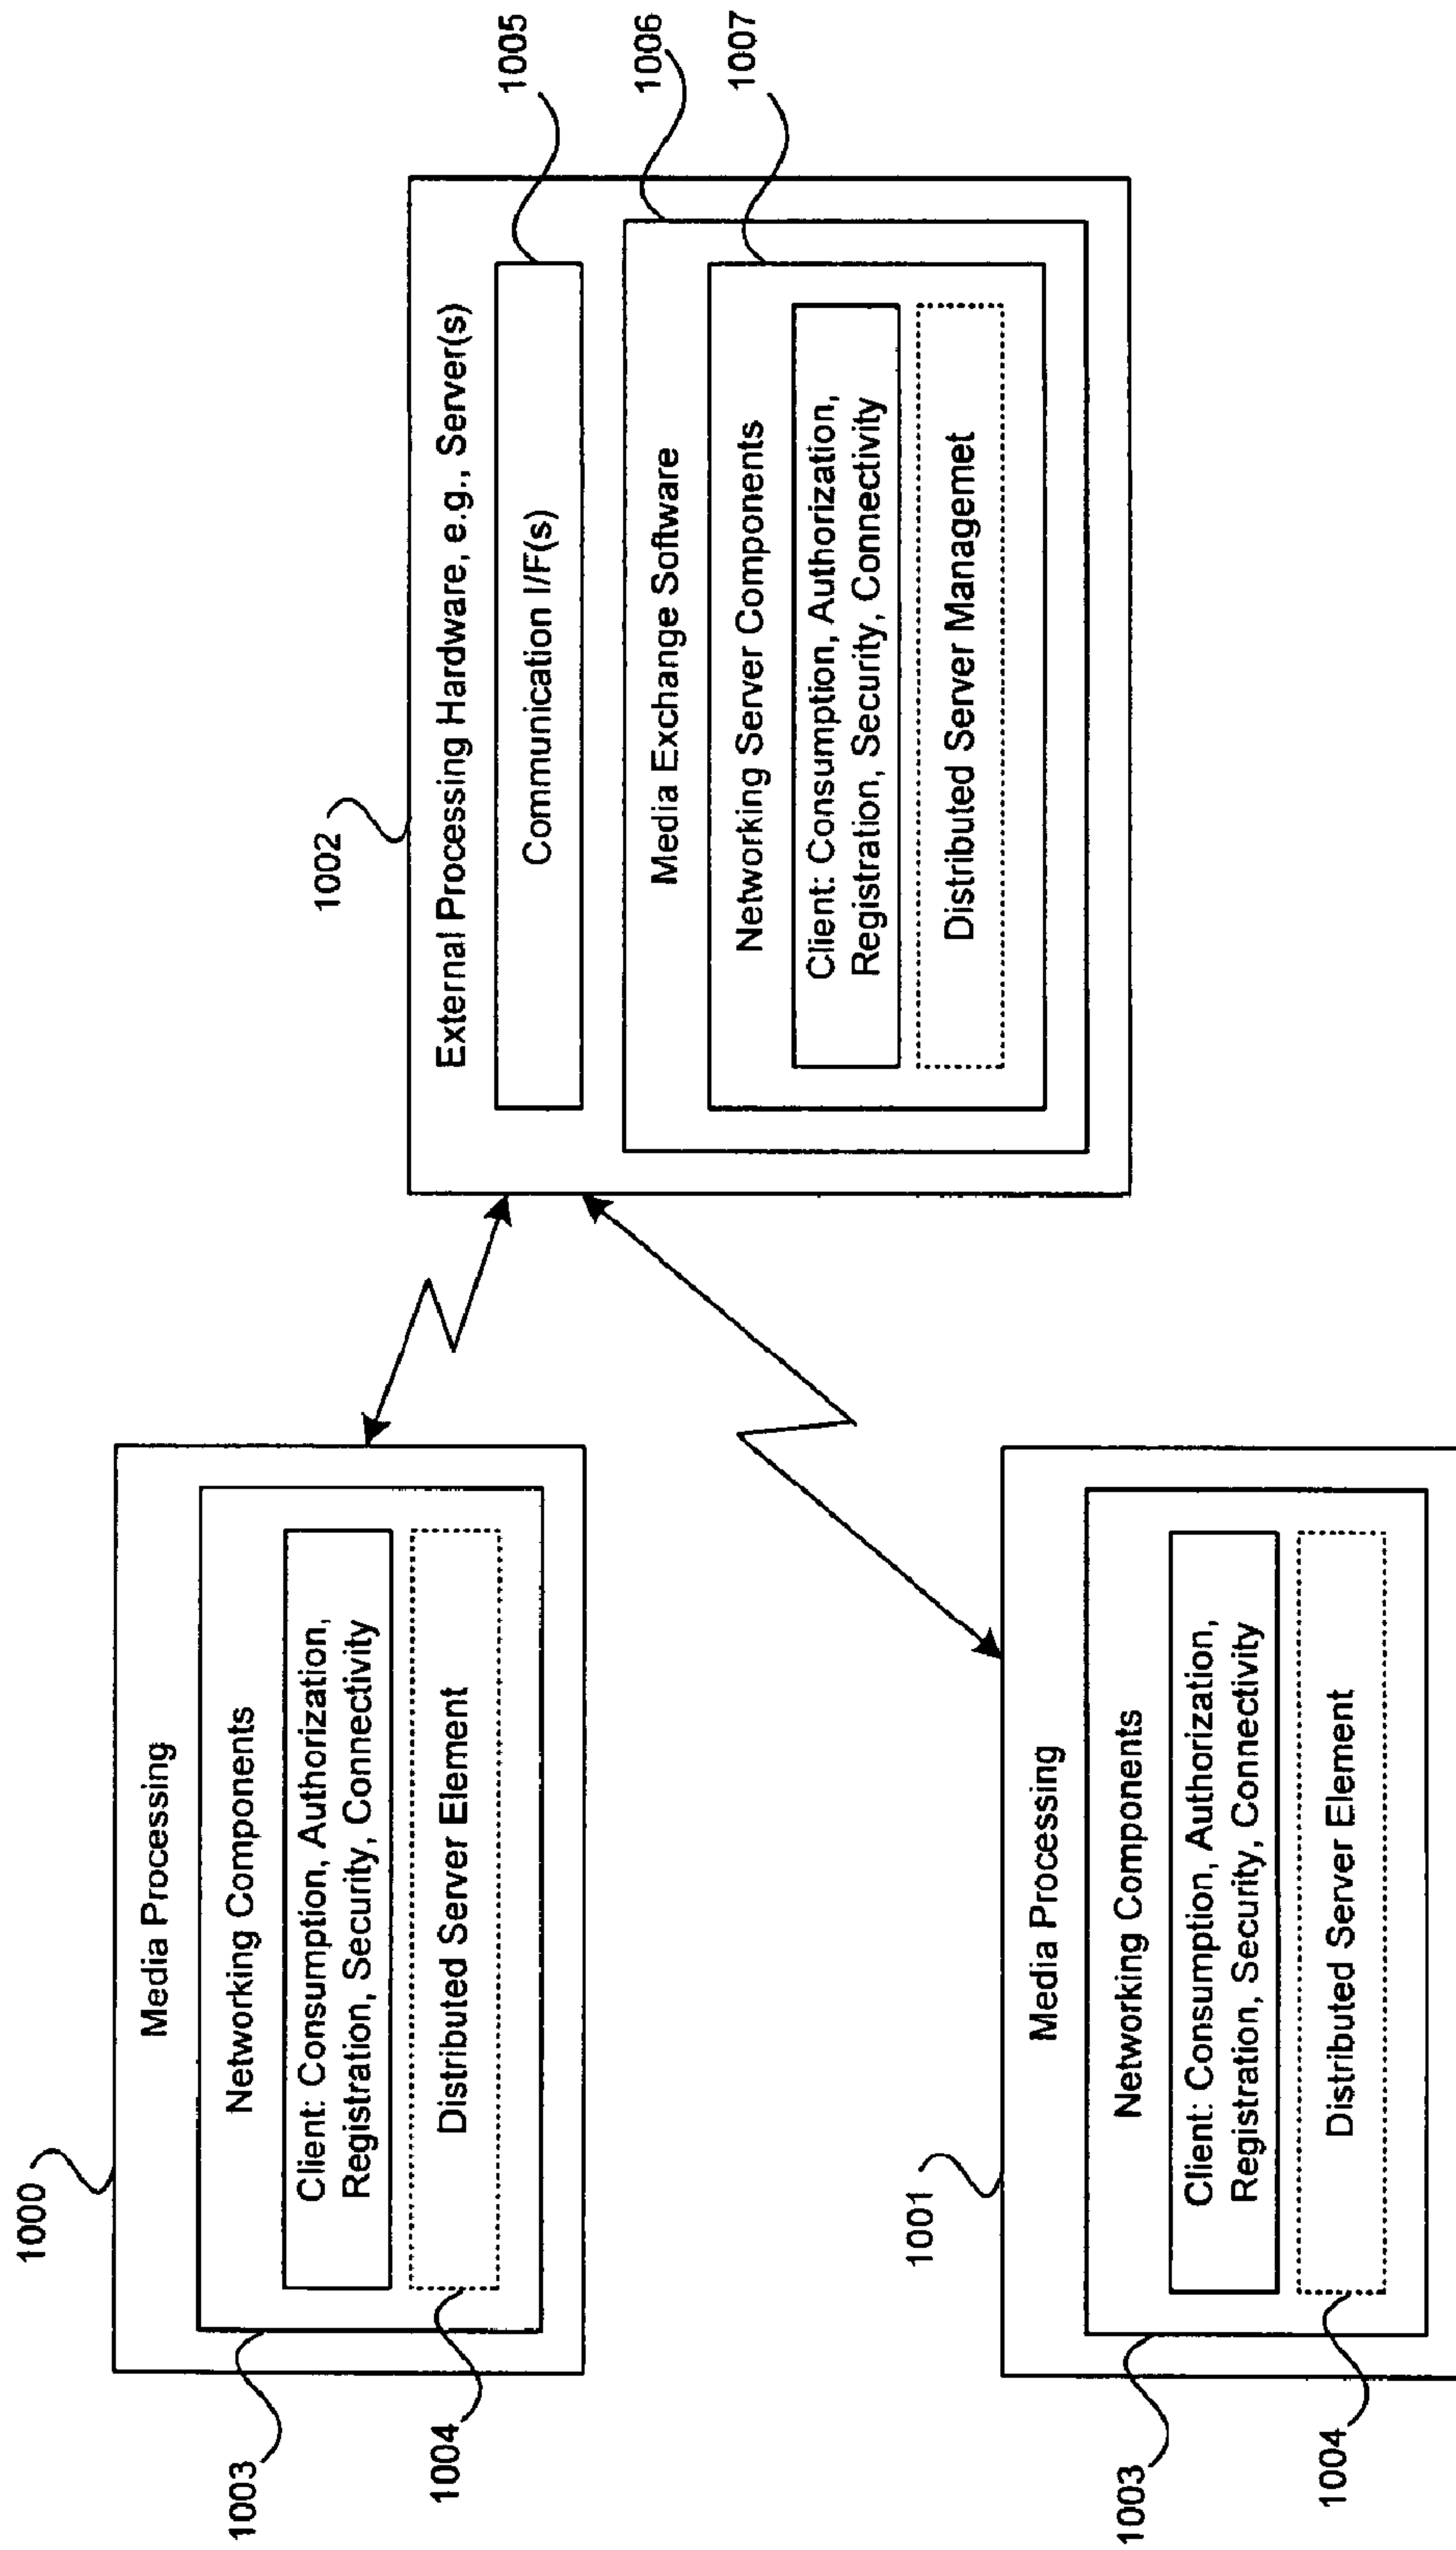 1000
Media Processing
Networking Components
Client: Consumption, Authorization,
Registration, Security, Connectivity
Distributed Server Element
1003
1004
1002
External Processing Hardware, e.g., Server(s)
Communication I/F(s)
Media Exchange Software
Networking Server Components
Client: Consumption, Authorization,
Registration, Security, Connectivity
Distributed Server Managemet
1005
1006
1007
1001
Media Processing
Networking Components
Client: Consumption, Authorization,
Registration, Security, Connectivity
Distributed Server Element
1003
1004